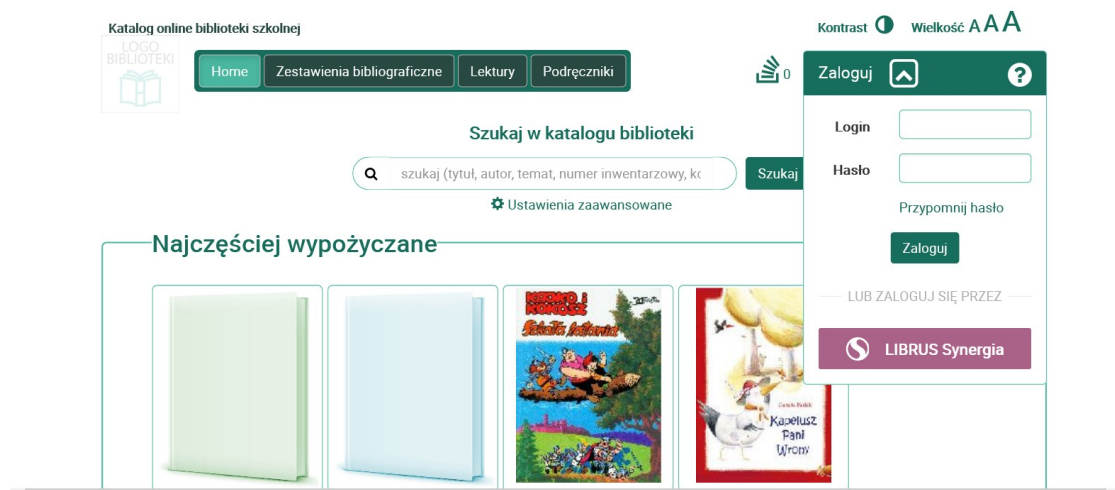 Katalog online biblioteki szkolnej
Kontrast
Wielkość A A A
LOGO
BIBLIOTEKI
Home
Zestawienia bibliograficzne
Lektury
Podręczniki
0
Zaloguj
?
Szukaj w katalogu biblioteki
szukaj (tytuł, autor, temat, numer inwentarzowy, kc
Szukaj
Ustawienia zaawansowane
Login
Hasło
Przypomnij hasło
Zaloguj
LUB ZALOGUJ SIĘ PRZEZ
LIBRUS Synergia
Najczęściej wypożyczane
KAJKO i
KOKOSZ
Szkoła latania
Kapelusz
Pani
Wrony